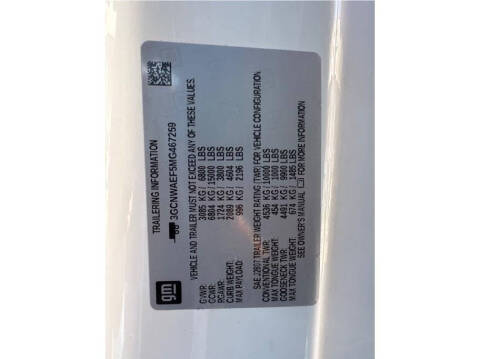 gm
TRAILERING INFORMATION
3GCNWAEF5MG467259
VEHICLE AND TRAILER MUST NOT EXCEED ANY OF THESE VALUES.
GVWR: 3085 KG / 6800 LBS
GCWR: 6804 KG / 15000 LBS
RGAWR: 1724 KG / 3800 LBS
CURB WEIGHT: 2089 KG / 4604 LBS
MAX PAYLOAD: 996 KG / 2196 LBS
SAE J2807 TRAILER WEIGHT RATING (TWR) FOR VEHICLE CONFIGURATION
CONVENTIONAL TWR: 4536 KG / 10000 LBS
MAX TONGUE WEIGHT: 454 KG / 1000 LBS
GOOSENECK TWR: 4491 KG / 9900 LBS
MAX TONGUE WEIGHT: 674 KG / 1485 LBS
SEE OWNER'S MANUAL FOR MORE INFORMATION